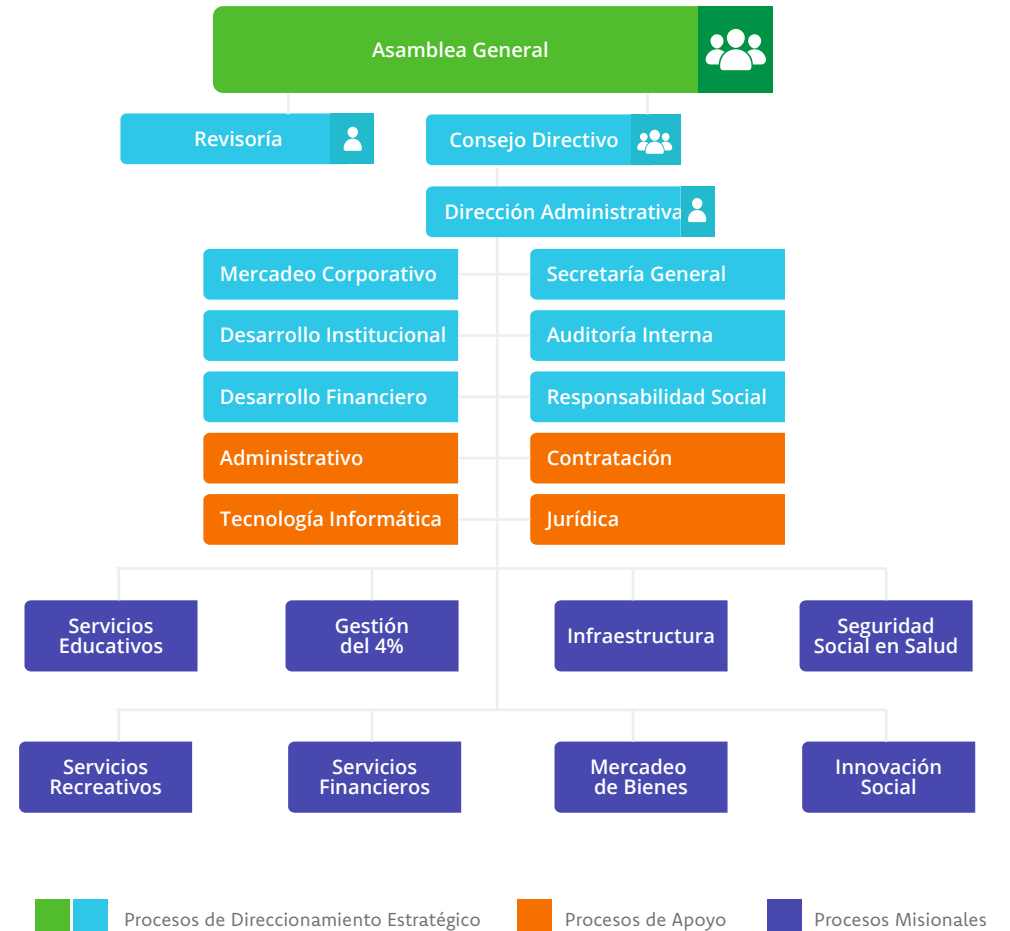 Asamblea General
Revisoría
Consejo Directivo
Dirección Administrativa
Mercadeo Corporativo
Secretaría General
Desarrollo Institucional
Auditoría Interna
Desarrollo Financiero
Responsabilidad Social
Administrativo
Contratación
Tecnología Informática
Jurídica
Servicios
Educativos
Gestión
del 4%
Infraestructura
Seguridad
Social en Salud
Servicios
Recreativos
Servicios
Financieros
Mercadeo
de Bienes
Innovación
Social
Procesos de Direccionamiento Estratégico
Procesos de Apoyo
Procesos Misionales